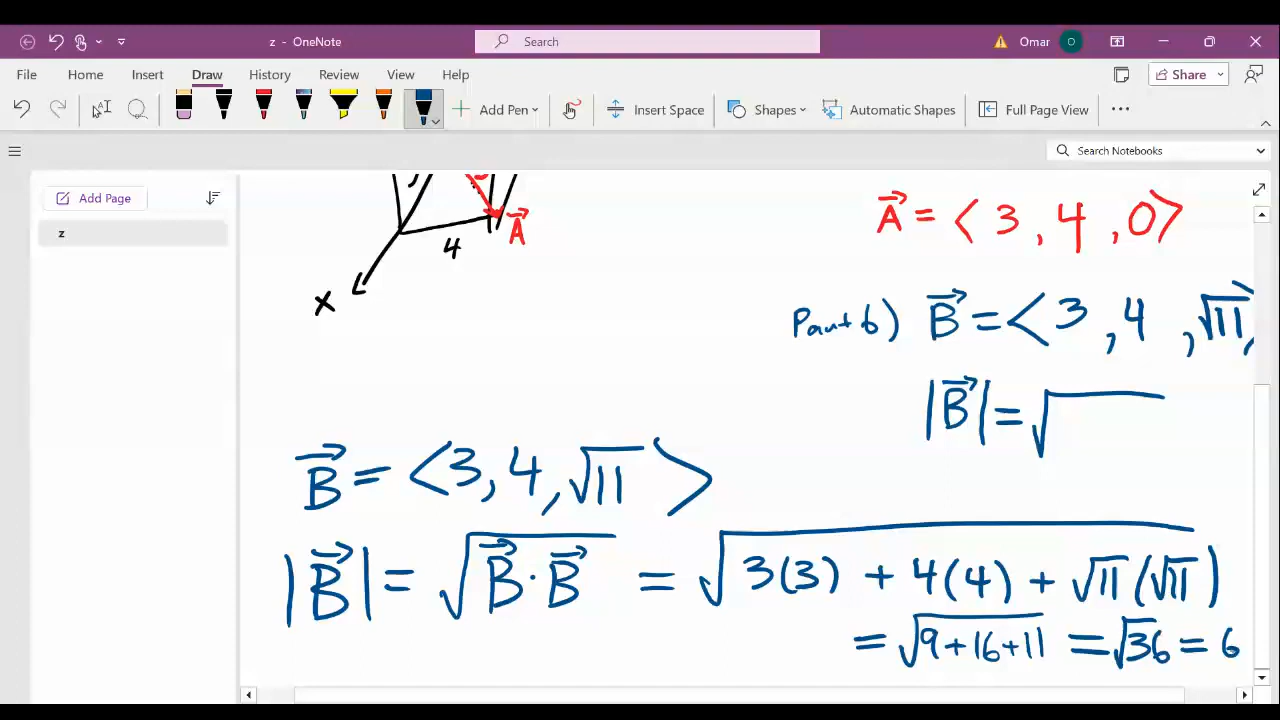 z - OneNote
Search
Omar
O
File Home Insert Draw History Review View Help
Share
Add Pen
Insert Space
Shapes
Automatic Shapes
Full Page View
Search Notebooks
Add Page
z
A⃗ = ⟨3, 4, 0⟩
A⃗
4
X
Part b) B⃗ = ⟨3, 4, √11,
|B⃗| = √
B⃗ = ⟨3, 4, √11⟩
|B⃗| = √(B⃗·B⃗) = √(3(3) + 4(4) + √11(√11))
= √(9+16+11) = √36 = 6